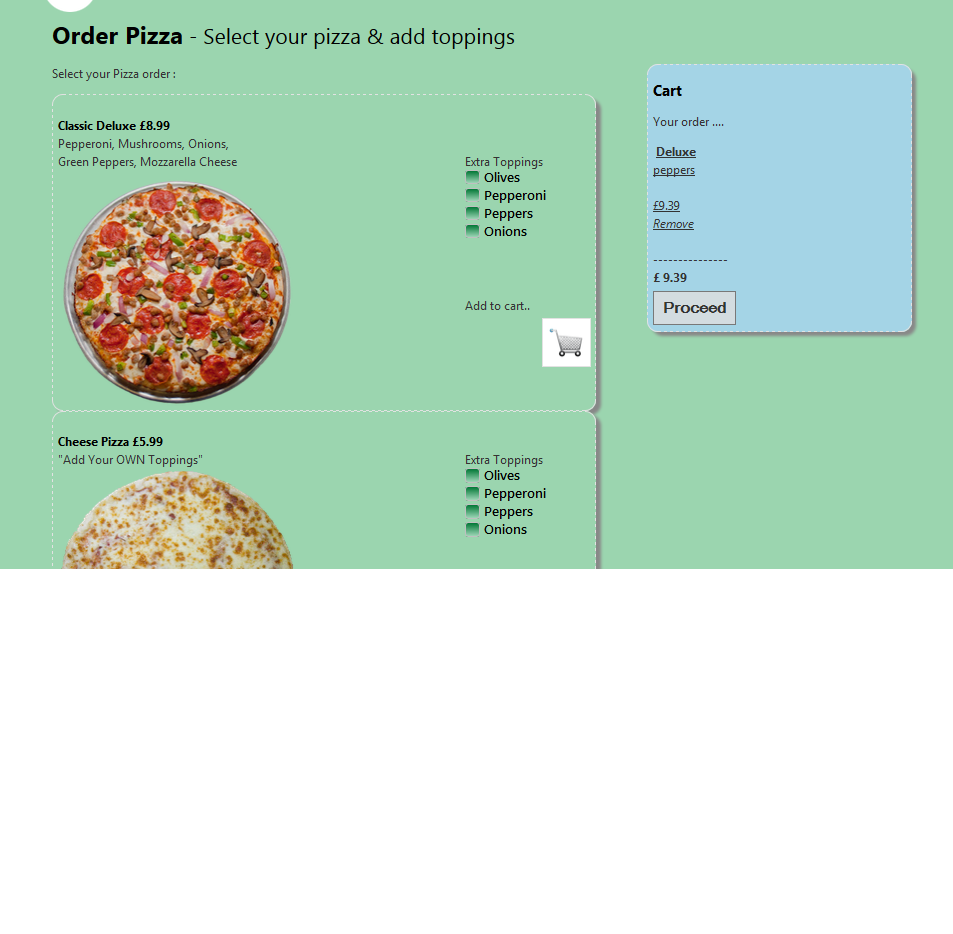 Order Pizza - Select your pizza & add toppings
Select your Pizza order :
Classic Deluxe £8.99
Pepperoni, Mushrooms, Onions,
Green Peppers, Mozzarella Cheese
Extra Toppings
Olives
Pepperoni
Peppers
Onions
Add to cart..
Cheese Pizza £5.99
"Add Your OWN Toppings"
Extra Toppings
Olives
Pepperoni
Peppers
Onions
Cart
Your order ....
Deluxe
peppers
£9.39
Remove
---------------
£ 9.39
Proceed